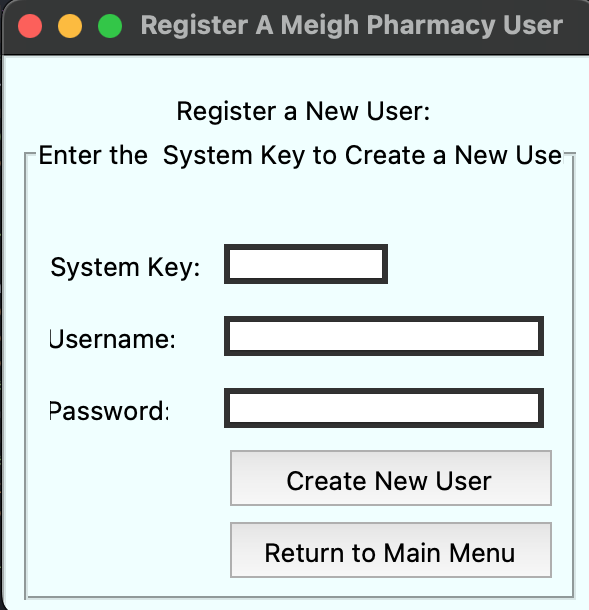 Register A Meigh Pharmacy User
Register a New User:
Enter the  System Key to Create a New Use
System Key:
Username:
Password:
Create New User
Return to Main Menu